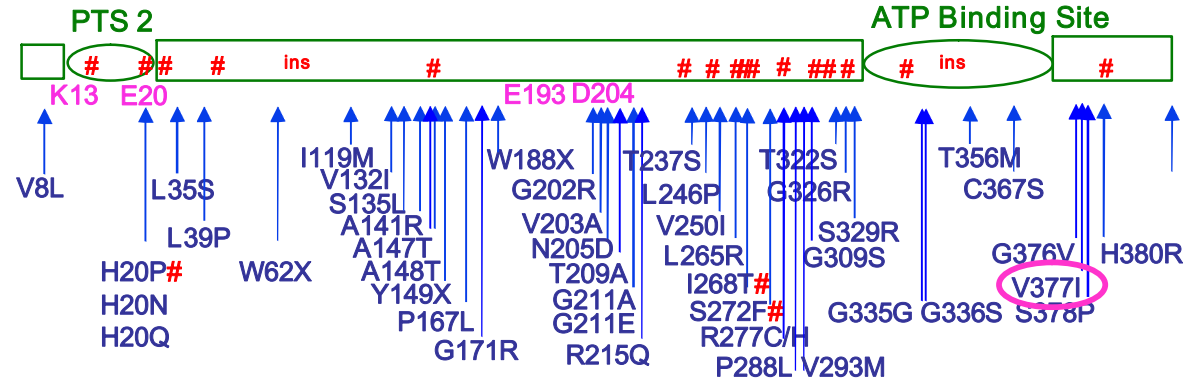 PTS 2
ATP Binding Site
# # # # ins # # # # # # # # # # # ins #
K13
E20
E193 D204
V8L
H20P#
H20N
H20Q
L35S
L39P
W62X
I119M
V132I
S135L
A141R
A147T
A148T
Y149X
P167L
G171R
W188X
G202R
V203A
N205D
T209A
G211A
G211E
R215Q
T237S
L246P
V250I
L265R
I268T#
S272F#
R277C/H
P288L V293M
T322S
G326R
S329R
G309S
G335G G336S
T356M
C367S
G376V
V377I
S378P
H380R